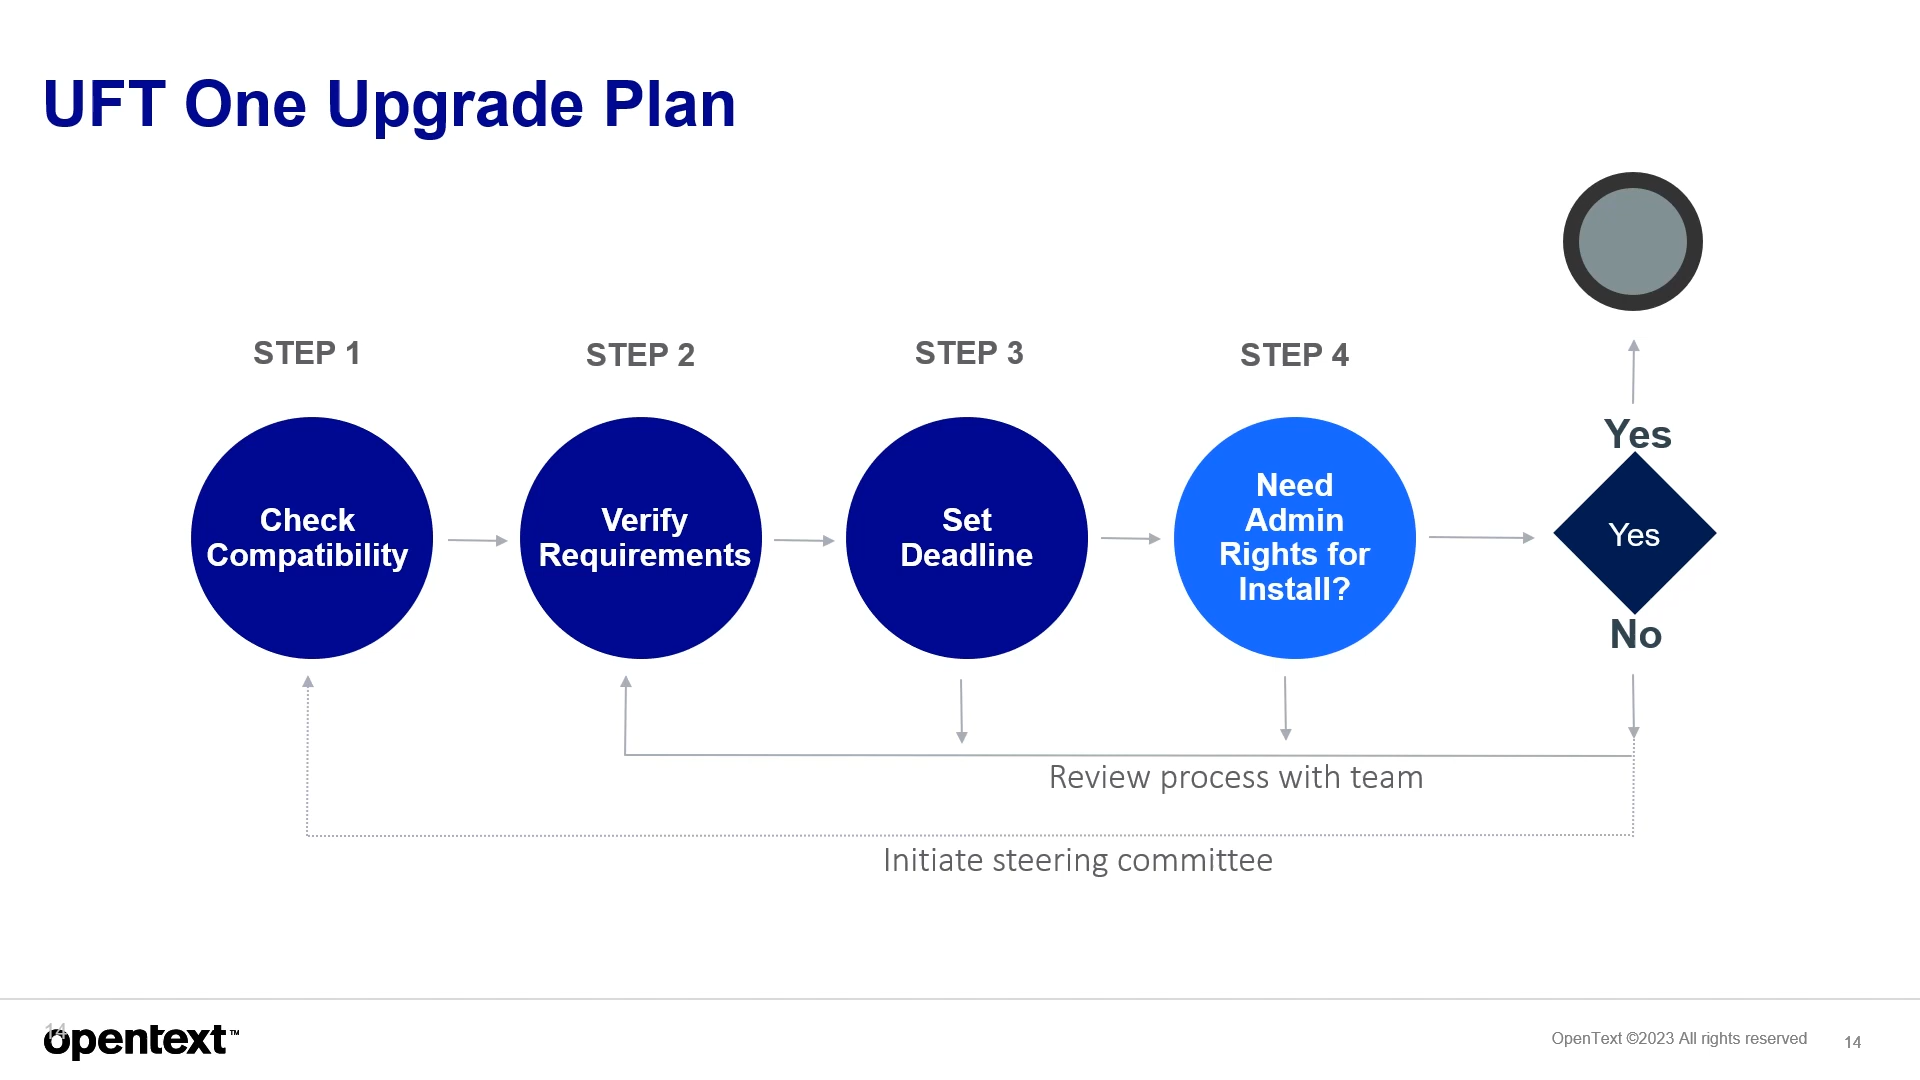 UFT One Upgrade Plan
STEP 1
STEP 2
STEP 3
STEP 4
Check
Compatibility
Verify
Requirements
Set
Deadline
Need
Admin
Rights for
Install?
Yes
Yes
No
Review process with team
Initiate steering committee
14
opentext™
OpenText ©2023 All rights reserved
14